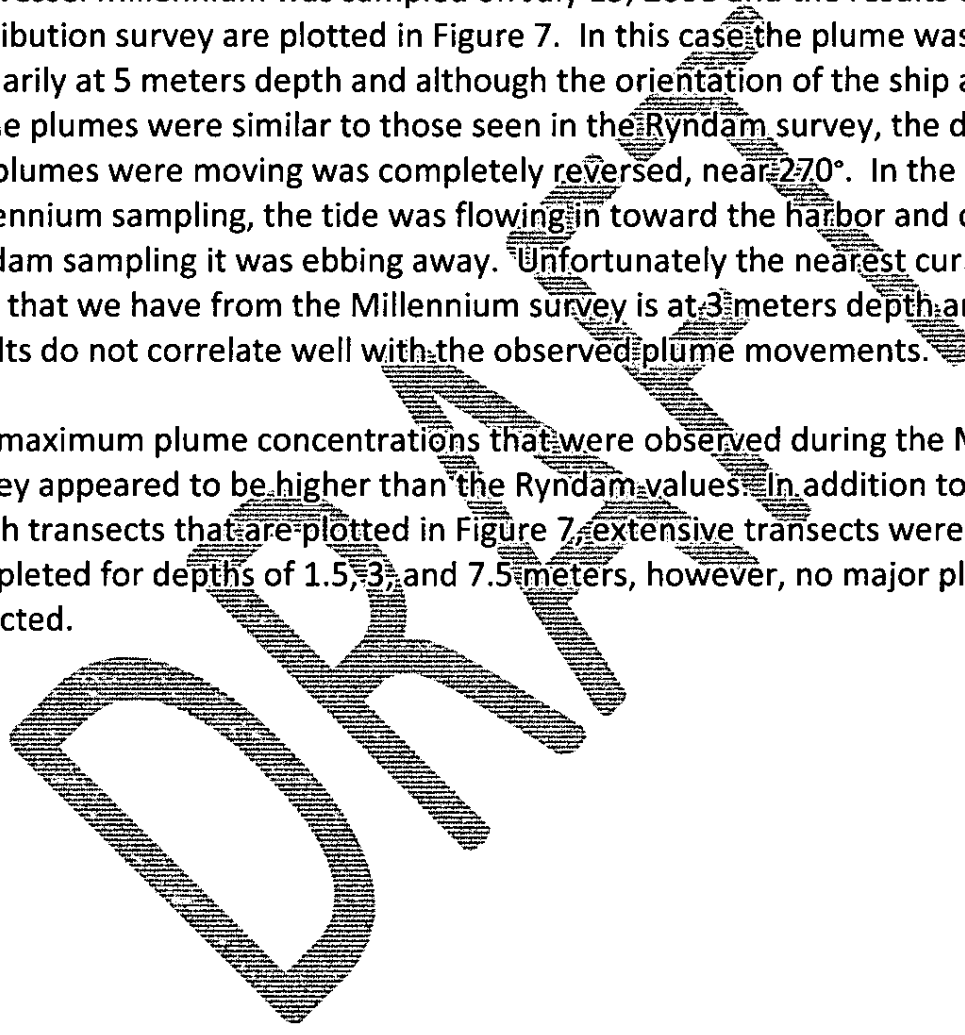 Millennium was sampled on July
ibution survey are plotted in Figure 7. In this case the plume was
arily at 5 meters depth and although the orientation of the ship a
e plumes were similar to those seen in the Ryndam survey, the d
plumes were moving was completely reversed, near 270°. In the
ennium sampling, the tide was flowing in toward the harbor and
dam sampling it was ebbing away. Unfortunately the nearest cur
that we have from the Millennium survey is at 3 meters depth an
lts do not correlate well with the observed plume movements.
maximum plume concentrations that were observed during the M
ey appeared to be higher than the Ryndam values. In addition to
h transects that are plotted in Figure 7, extensive transects were
pleted for depths of 1.5, 3, and 7.5 meters, however, no major pl
cted.
DRAFT